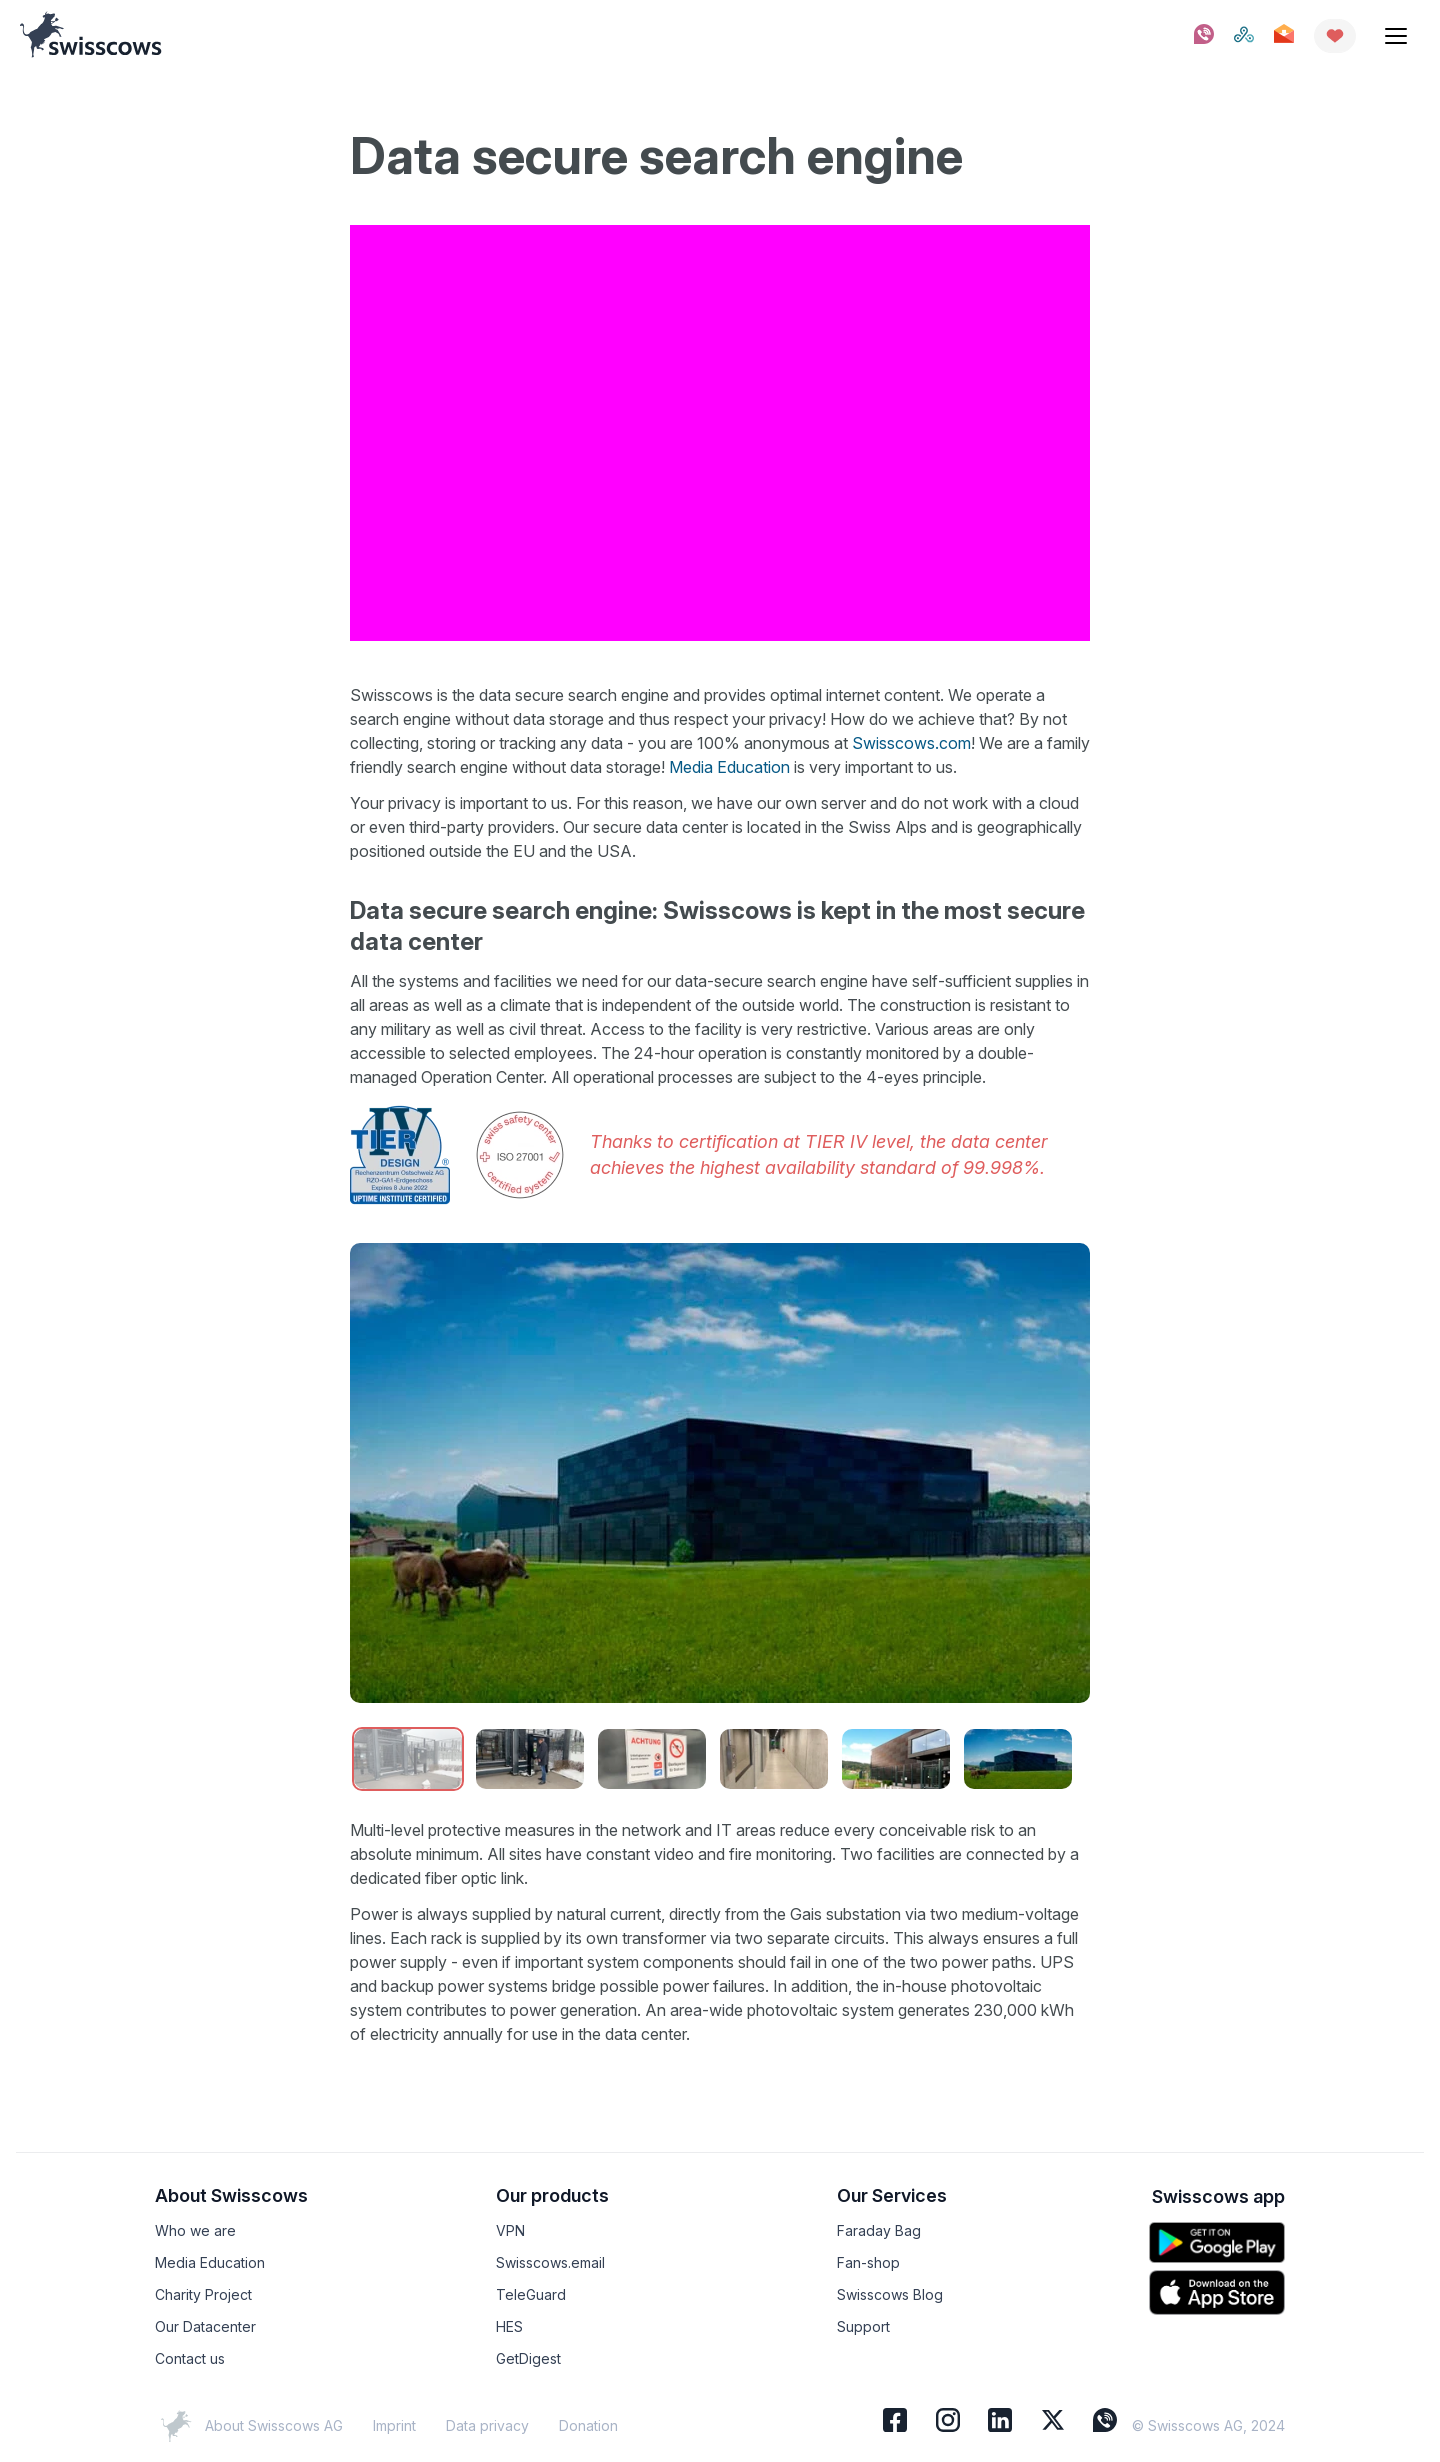 swisscows
Data secure search engine
Swisscows is the data secure search engine and provides optimal internet content. We operate a
search engine without data storage and thus respect your privacy! How do we achieve that? By not
collecting, storing or tracking any data - you are 100% anonymous at Swisscows.com! We are a family
friendly search engine without data storage! Media Education is very important to us.
Your privacy is important to us. For this reason, we have our own server and do not work with a cloud
or even third-party providers. Our secure data center is located in the Swiss Alps and is geographically
positioned outside the EU and the USA.
Data secure search engine: Swisscows is kept in the most secure
data center
All the systems and facilities we need for our data-secure search engine have self-sufficient supplies in
all areas as well as a climate that is independent of the outside world. The construction is resistant to
any military as well as civil threat. Access to the facility is very restrictive. Various areas are only
accessible to selected employees. The 24-hour operation is constantly monitored by a double-
managed Operation Center. All operational processes are subject to the 4-eyes principle.
IV
TIER
DESIGN
®
Rechenzentrum Ostschweiz AG
RZO-GA1-Erdgeschoss
Expires 8 June 2022
UPTIME INSTITUTE CERTIFIED
swiss safety center
ISO 27001
certified system
Thanks to certification at TIER IV level, the data center
achieves the highest availability standard of 99.998%.
ACHTUNG
Multi-level protective measures in the network and IT areas reduce every conceivable risk to an
absolute minimum. All sites have constant video and fire monitoring. Two facilities are connected by a
dedicated fiber optic link.
Power is always supplied by natural current, directly from the Gais substation via two medium-voltage
lines. Each rack is supplied by its own transformer via two separate circuits. This always ensures a full
power supply - even if important system components should fail in one of the two power paths. UPS
and backup power systems bridge possible power failures. In addition, the in-house photovoltaic
system contributes to power generation. An area-wide photovoltaic system generates 230,000 kWh
of electricity annually for use in the data center.
About Swisscows
Who we are
Media Education
Charity Project
Our Datacenter
Contact us
Our products
VPN
Swisscows.email
TeleGuard
HES
GetDigest
Our Services
Faraday Bag
Fan-shop
Swisscows Blog
Support
Swisscows app
GET IT ON
Google Play
Download on the
App Store
About Swisscows AG Imprint Data privacy Donation
© Swisscows AG, 2024